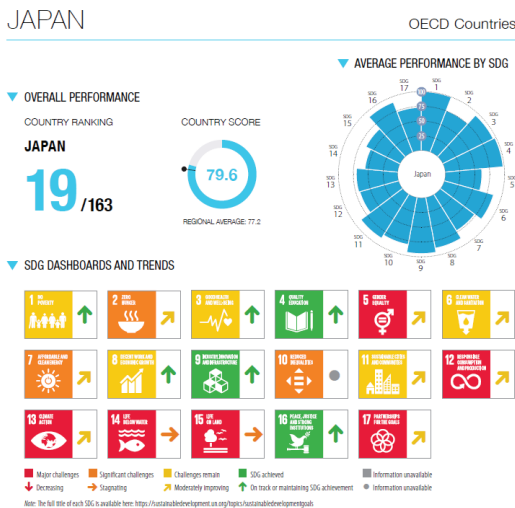 JAPAN
OECD Countries
▼ AVERAGE PERFORMANCE BY SDG
▼ OVERALL PERFORMANCE
COUNTRY RANKING
COUNTRY SCORE
JAPAN
19 /163
79.6
REGIONAL AVERAGE: 77.2
SDG 1
SDG 2
SDG 3
SDG 4
SDG 5
SDG 6
SDG 7
SDG 8
SDG 9
SDG 10
SDG 11
SDG 12
SDG 13
SDG 14
SDG 15
SDG 16
SDG 17
100
75
50
25
Japan
▼ SDG DASHBOARDS AND TRENDS
1 NO POVERTY
2 ZERO HUNGER
3 GOOD HEALTH AND WELL-BEING
4 QUALITY EDUCATION
5 GENDER EQUALITY
6 CLEAN WATER AND SANITATION
7 AFFORDABLE AND CLEAN ENERGY
8 DECENT WORK AND ECONOMIC GROWTH
9 INDUSTRY, INNOVATION AND INFRASTRUCTURE
10 REDUCED INEQUALITIES
11 SUSTAINABLE CITIES AND COMMUNITIES
12 RESPONSIBLE CONSUMPTION AND PRODUCTION
13 CLIMATE ACTION
14 LIFE BELOW WATER
15 LIFE ON LAND
16 PEACE, JUSTICE AND STRONG INSTITUTIONS
17 PARTNERSHIPS FOR THE GOALS
Major challenges Significant challenges Challenges remain SDG achieved Information unavailable
Decreasing Stagnating Moderately improving On track or maintaining SDG achievement Information unavailable
Note: The full title of each SDG is available here: https://sustainabledevelopment.un.org/topics/sustainabledevelopmentgoals